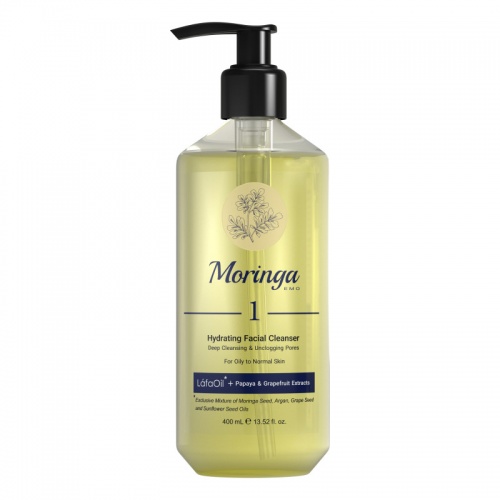 Moringa
EMO
1
Hydrating Facial Cleanser
Deep Cleansing & Unclogging Pores
For Oily to Normal Skin
LáfaOil* + Papaya & Grapefruit Extracts
*Exclusive Mixture of Moringa Seed, Argan, Grape Seed
and Sunflower Seed Oils
400 mL ℮ 13.52 fl. oz.